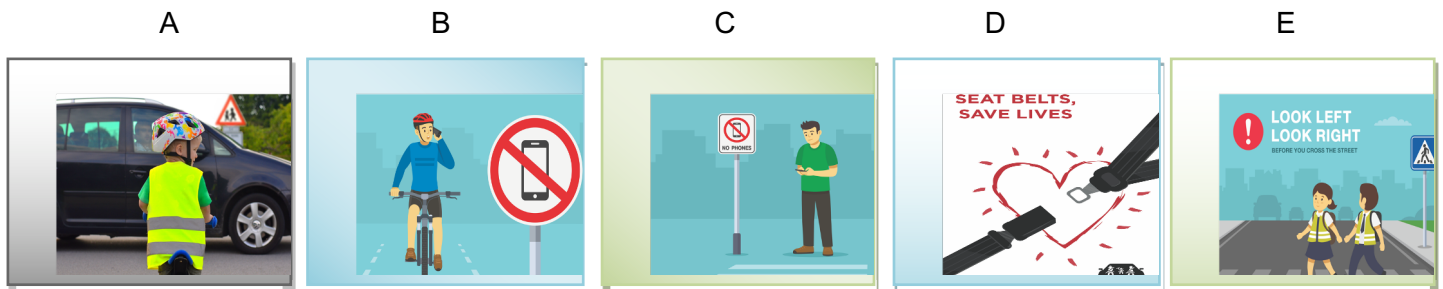 A
B
C
D
E
NO PHONES
SEAT BELTS,
SAVE LIVES
!
LOOK LEFT
LOOK RIGHT
BEFORE YOU CROSS THE STREET